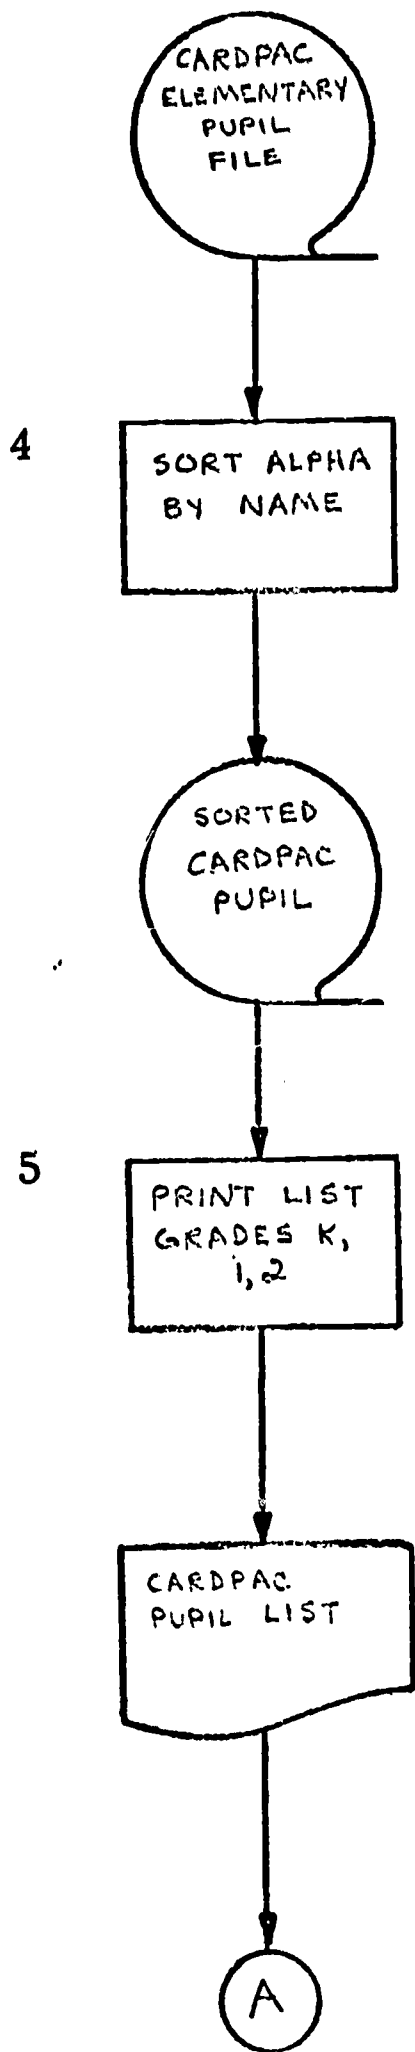 CARDPAC
ELEMENTARY
PUPIL
FILE
4
SORT ALPHA
BY NAME
SORTED
CARDPAC
PUPIL
5
PRINT LIST
GRADES K,
1, 2
CARDPAC
PUPIL LIST
A